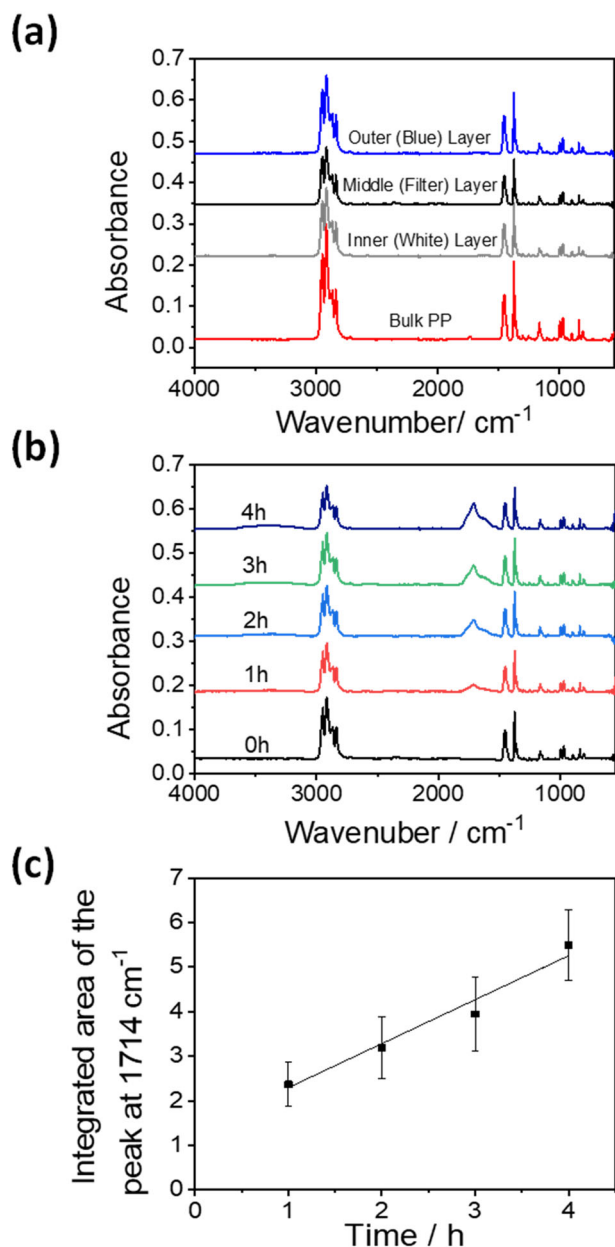 (a)
0.7
0.6
0.5
0.4
0.3
0.2
0.1
0.0
Absorbance
Outer (Blue) Layer
Middle (Filter) Layer
Inner (White) Layer
Bulk PP
4000 3000 2000 1000
Wavenumber/ cm-1
(b)
0.7
0.6
0.5
0.4
0.3
0.2
0.1
0.0
Absorbance
4h
3h
2h
1h
0h
4000 3000 2000 1000
Wavenuber / cm-1
(c)
7
6
5
4
3
2
1
0
Integrated area of the
peak at 1714 cm-1
0 1 2 3 4
Time / h